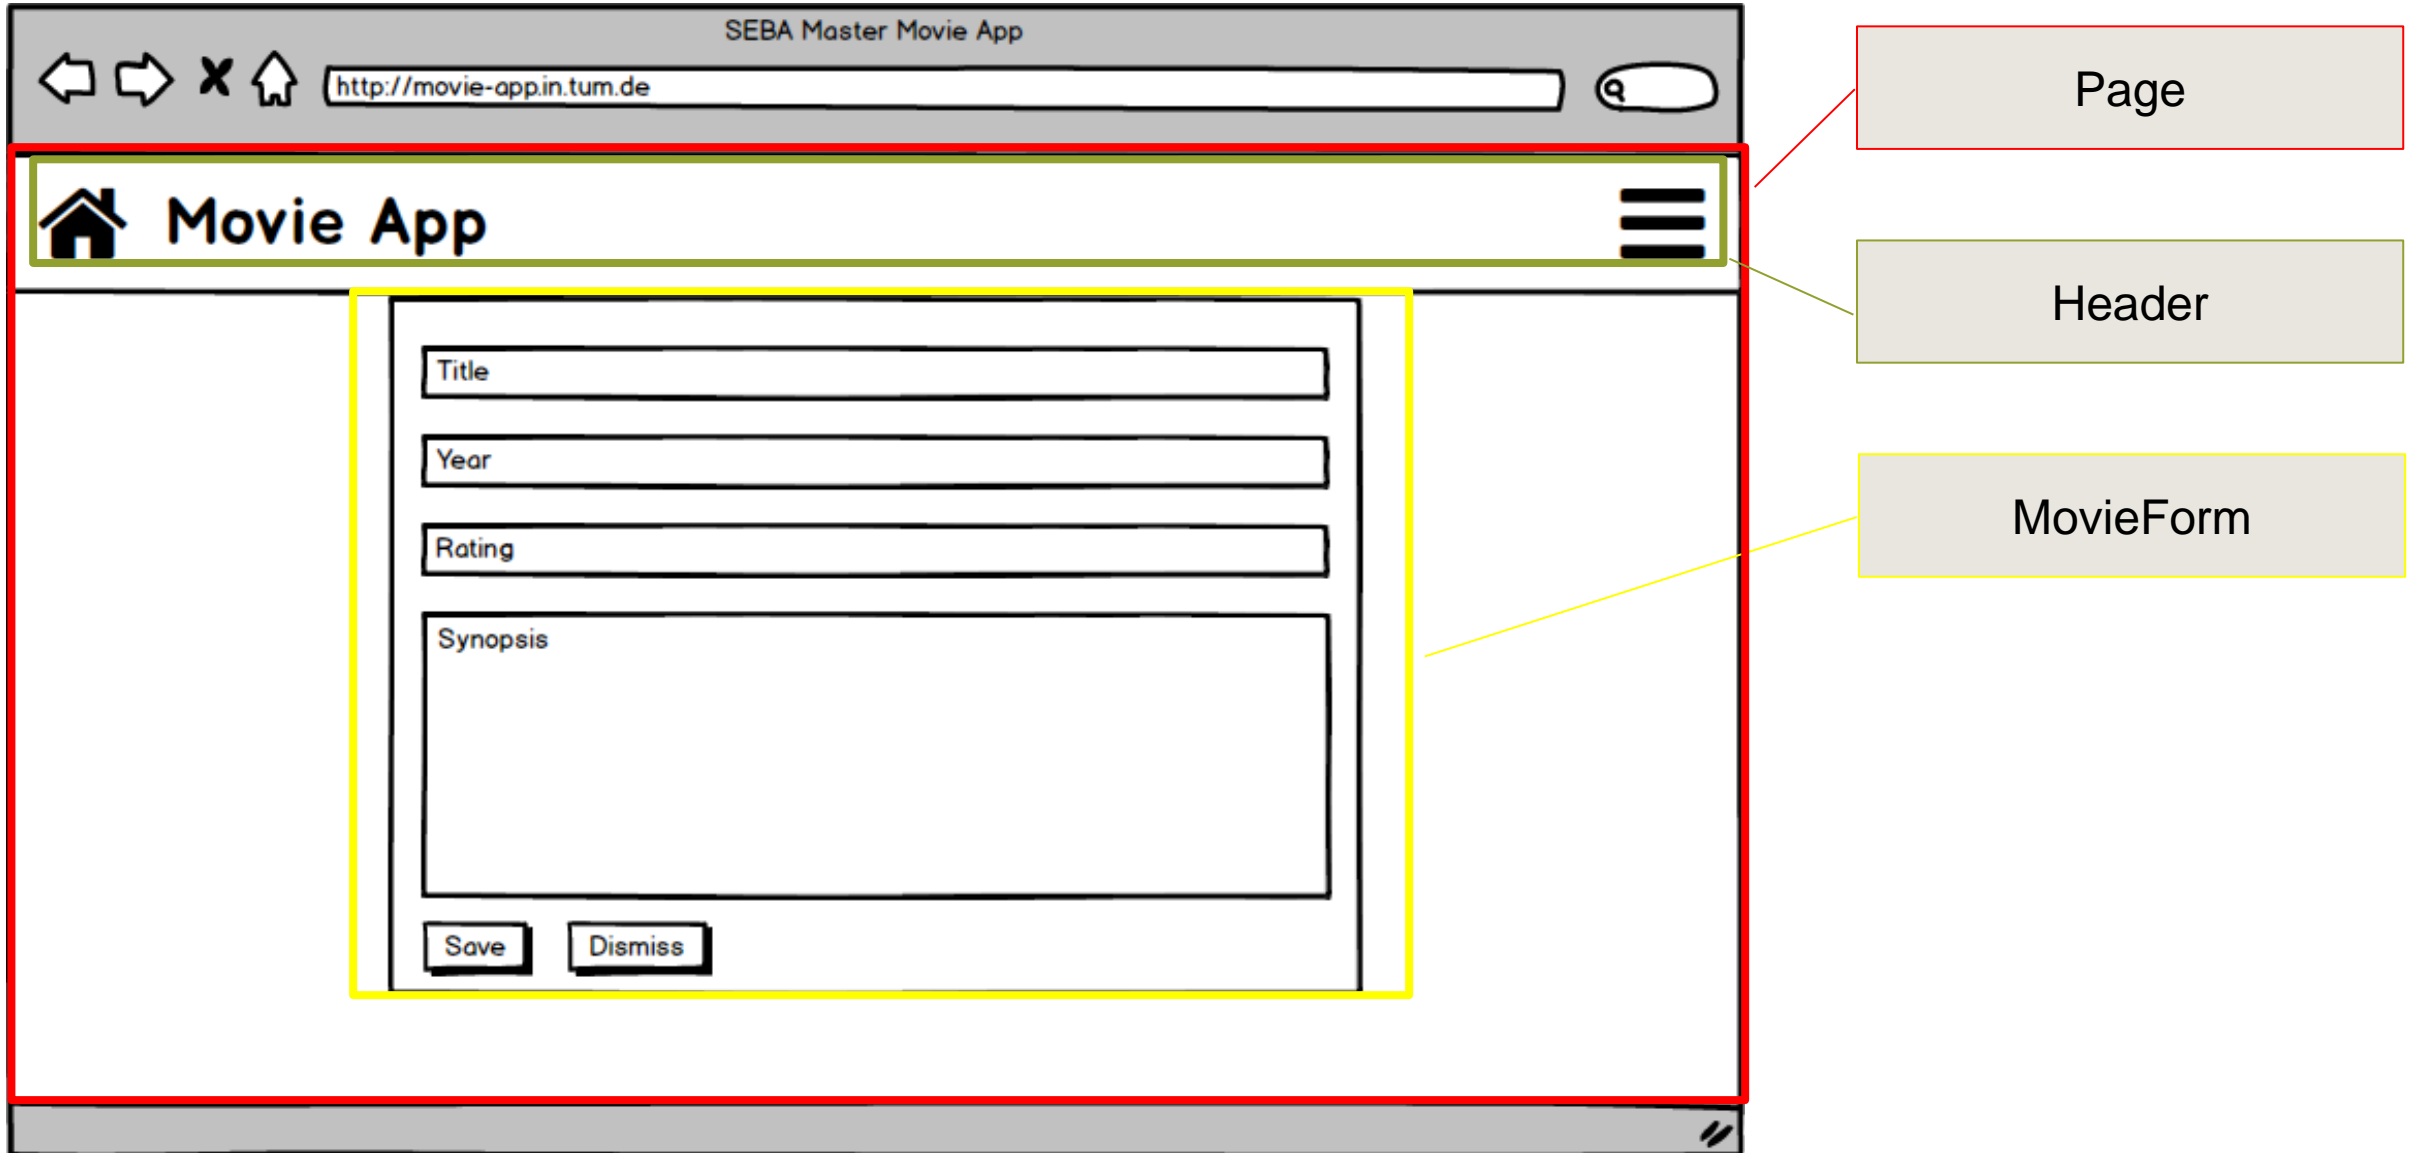 SEBA Master Movie App
http://movie-app.in.tum.de
Page
Movie App
Header
Title
Year
Rating
MovieForm
Synopsis
Save
Dismiss